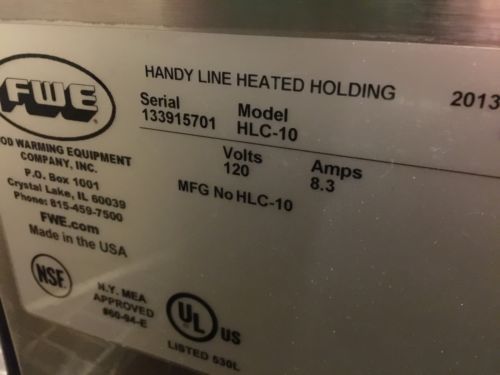 FWE
HANDY LINE HEATED HOLDING 2013
Serial Model
133915701 HLC-10
OD WARMING EQUIPMENT
COMPANY, INC.
P.O. Box 1001
Crystal Lake, IL 60039
Phone: 815-459-7500
FWE.com
Made in the USA
Volts Amps
120 8.3
MFG No HLC-10
NSF
N.Y. MEA
APPROVED
#60-94-E
UL US
LISTED 530L